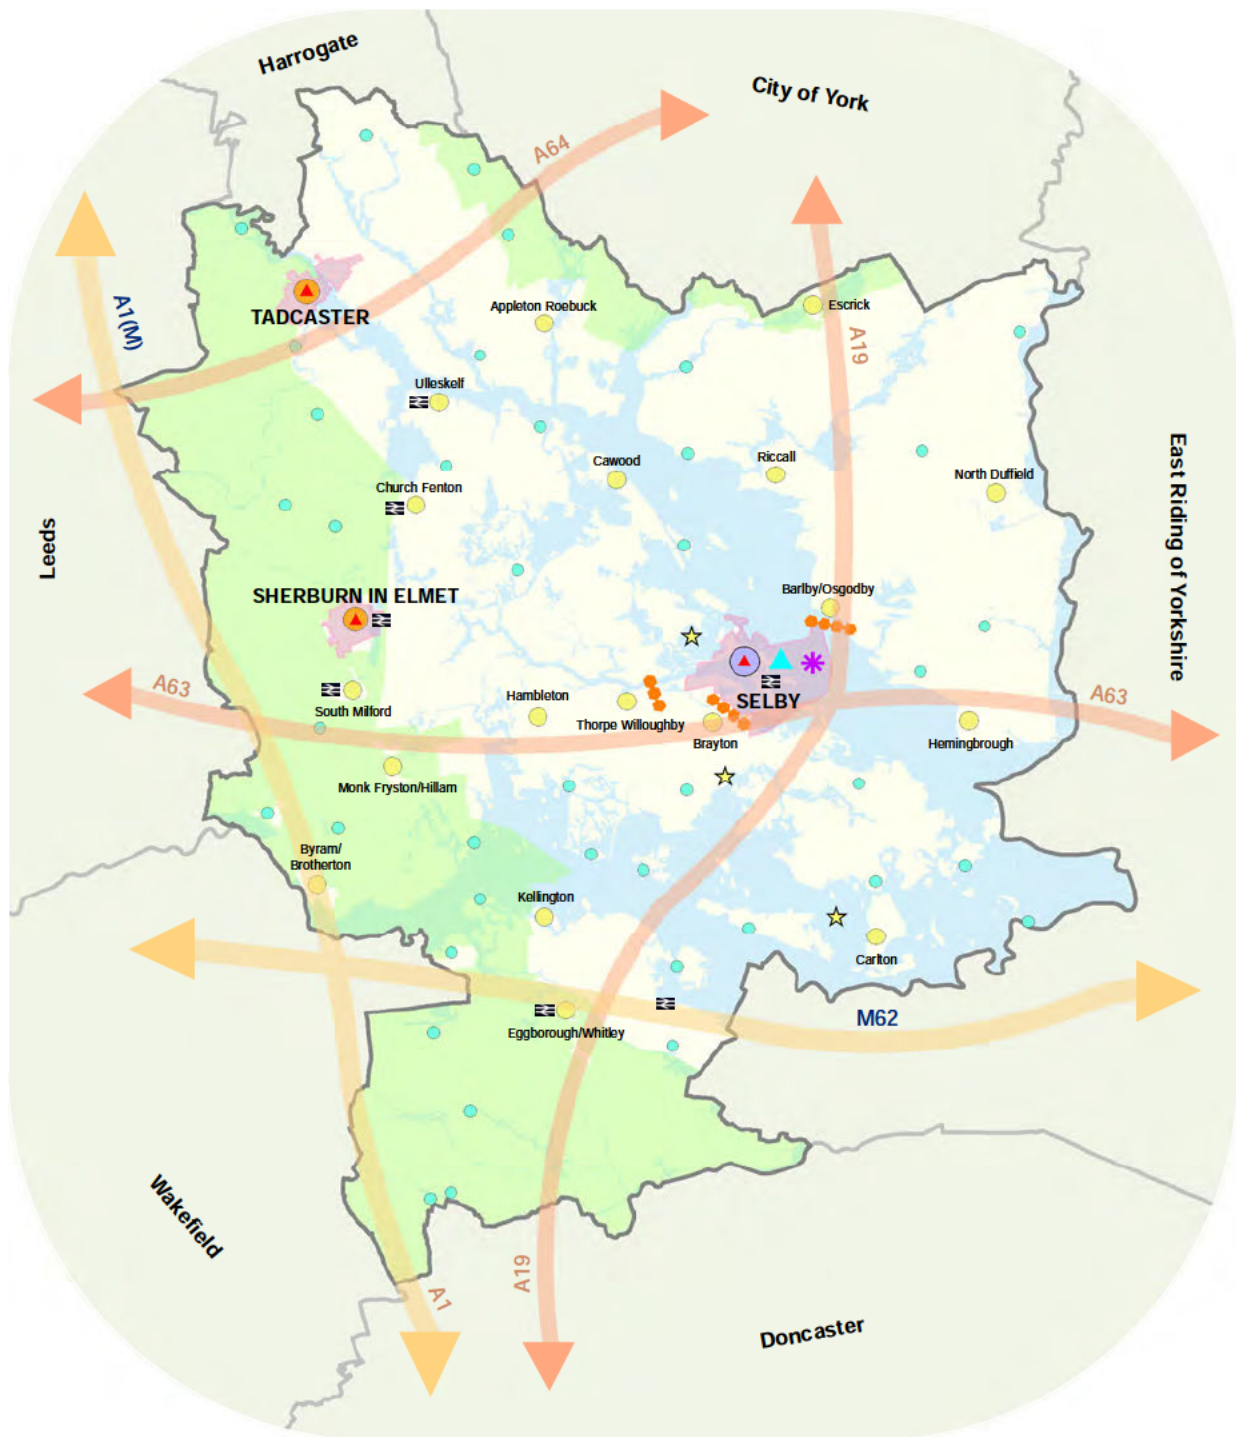 Harrogate
City of York
A64
A1(M)
TADCASTER
Appleton Roebuck
Escrick
A19
Ulleskelf
Cawood
Riccall
North Duffield
Church Fenton
Leeds
East Riding of Yorkshire
SHERBURN IN ELMET
Barlby/Osgodby
A63
South Milford
Hambleton
Thorpe Willoughby
SELBY
Brayton
A63
Hemingbrough
Monk Fryston/Hillam
Byram/
Brotherton
Kellington
Carlton
Eggborough/Whitley
M62
Wakefield
A1
A19
Doncaster